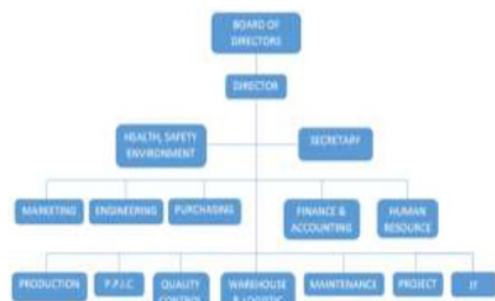 BOARD OF
DIRECTORS
DIRECTOR
HEALTH, SAFETY
ENVIRONMENT
SECRETARY
MARKETING
ENGINEERING
PURCHASING
FINANCE &
ACCOUNTING
HUMAN
RESOURCE
PRODUCTION
P.P.I.C
QUALITY
CONTROL
WAREHOUSE
& LOGISTIC
MAINTENANCE
PROJECT
IT